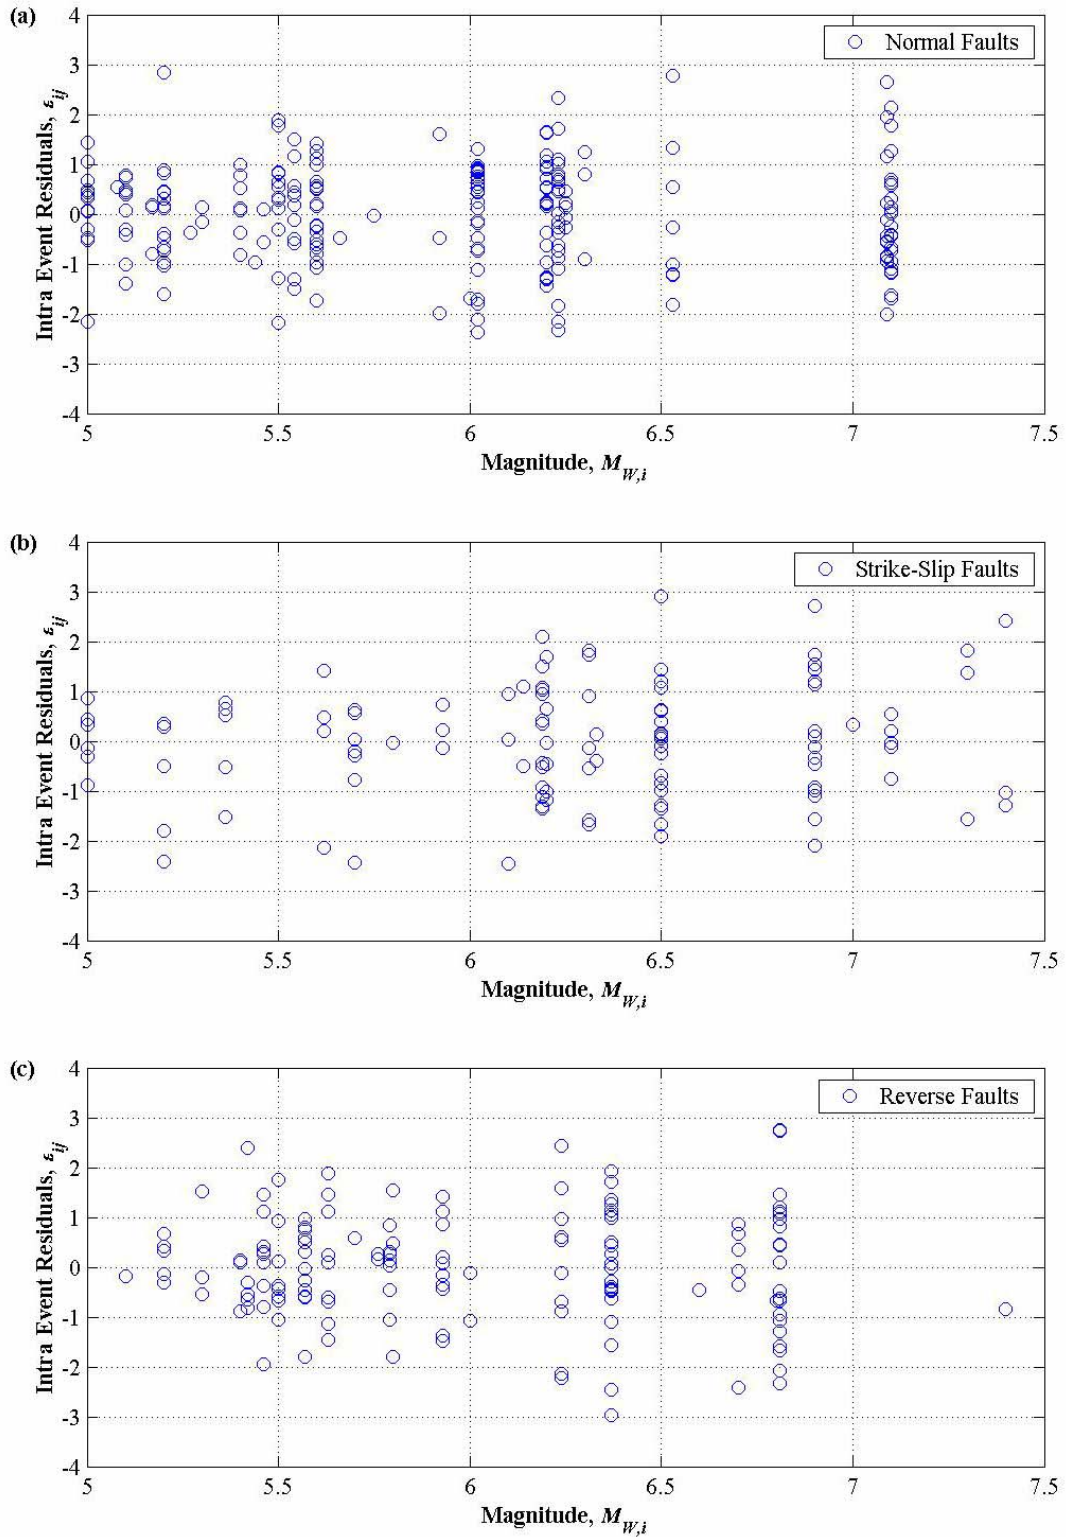 (a)
4
3
2
1
0
-1
-2
-3
-4
Intra Event Residuals, εij
Normal Faults
5 5.5 6 6.5 7 7.5
Magnitude, MW,i
(b)
4
3
2
1
0
-1
-2
-3
-4
Intra Event Residuals, εij
Strike-Slip Faults
5 5.5 6 6.5 7 7.5
Magnitude, MW,i
(c)
4
3
2
1
0
-1
-2
-3
-4
Intra Event Residuals, εij
Reverse Faults
5 5.5 6 6.5 7 7.5
Magnitude, MW,i